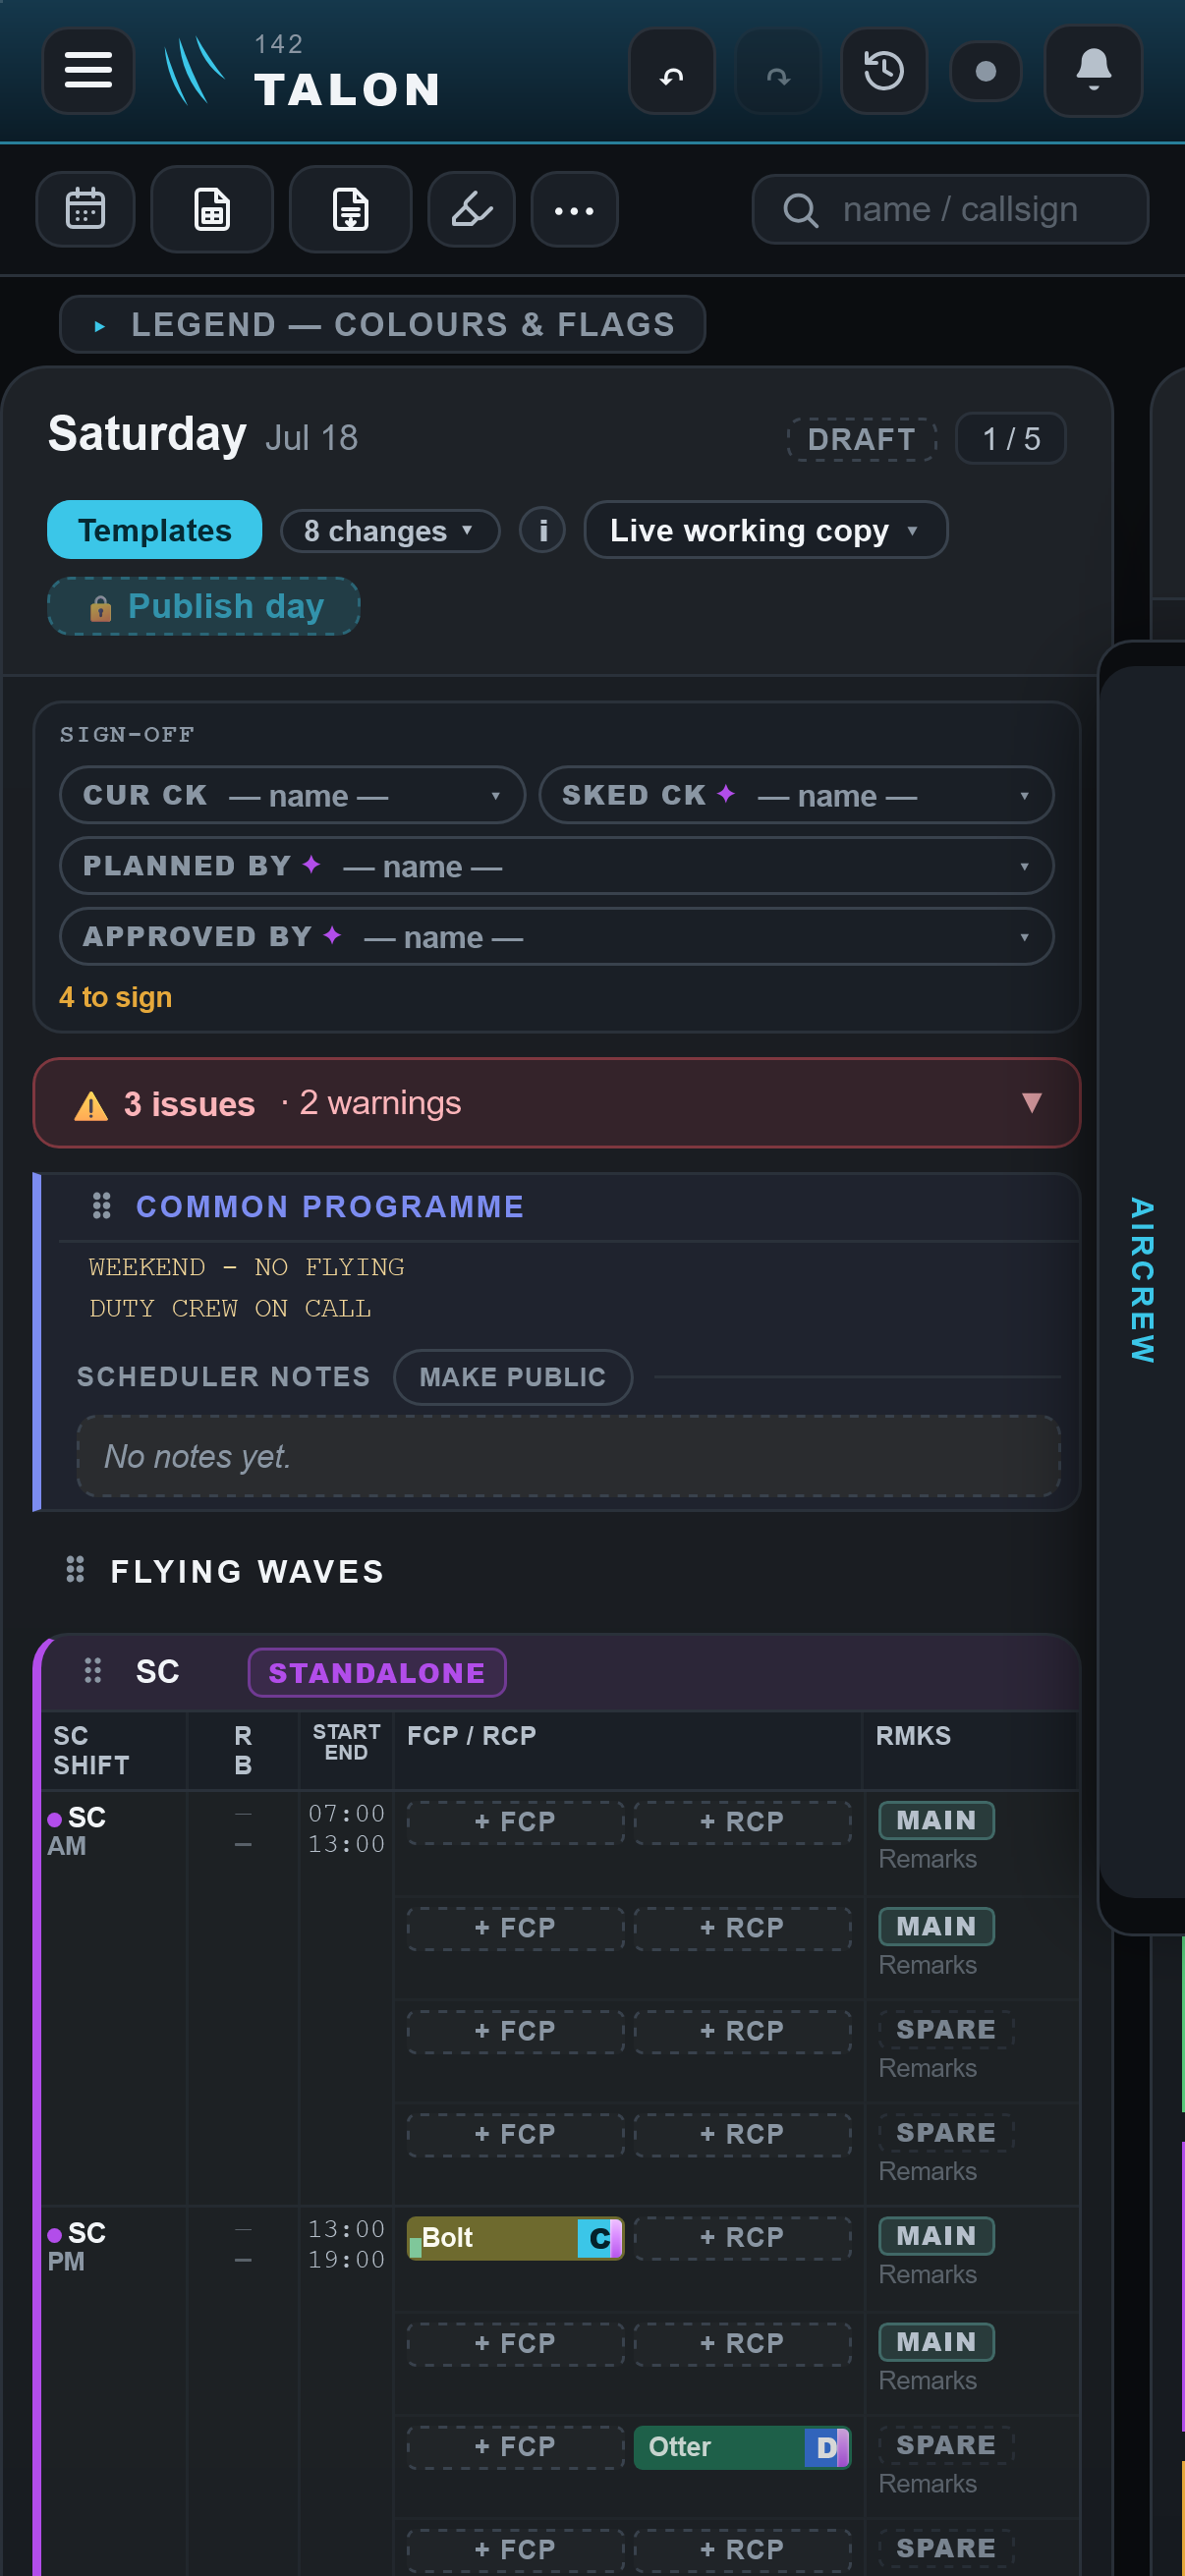 142
TALON
name / callsign
LEGEND — COLOURS & FLAGS
Saturday Jul 18 DRAFT 1 / 5
Templates 8 changes i Live working copy
Publish day
SIGN-OFF
CUR CK — name — SKED CK — name —
PLANNED BY — name —
APPROVED BY — name —
4 to sign
3 issues · 2 warnings
COMMON PROGRAMME
WEEKEND – NO FLYING
DUTY CREW ON CALL
SCHEDULER NOTES MAKE PUBLIC
No notes yet.
AIRCREW
FLYING WAVES
SC STANDALONE
SC SHIFT R B START END FCP / RCP RMKS
SC 07:00 + FCP + RCP MAIN
AM 13:00 Remarks
+ FCP + RCP MAIN
Remarks
+ FCP + RCP SPARE
Remarks
+ FCP + RCP SPARE
Remarks
SC 13:00 Bolt C + RCP MAIN
PM 19:00 Remarks
+ FCP + RCP MAIN
Remarks
+ FCP Otter D SPARE
Remarks
+ FCP + RCP SPARE